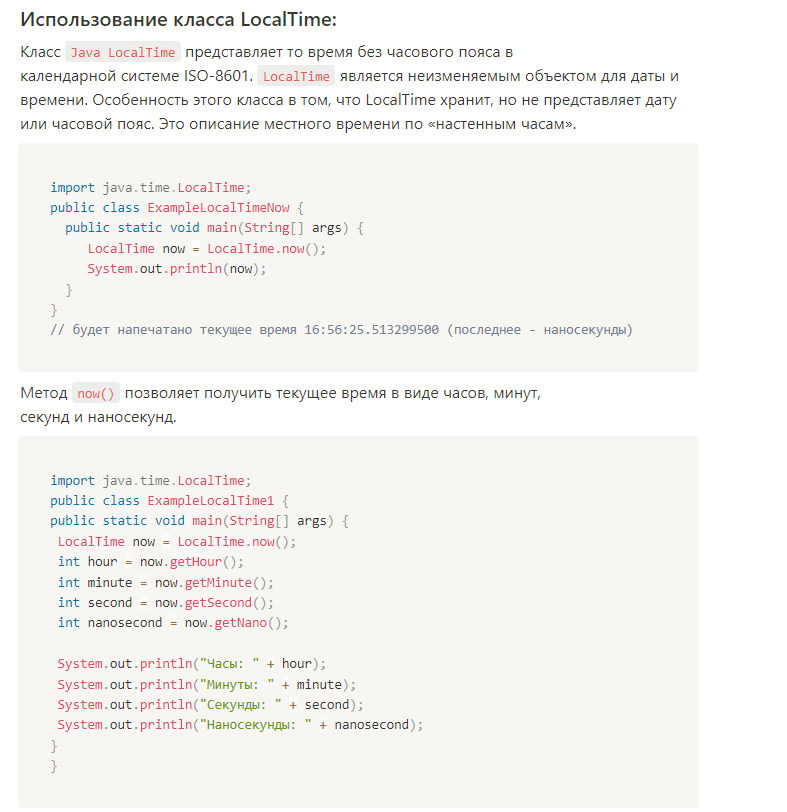 Использование класса LocalTime:
Класс Java LocalTime представляет то время без часового пояса в
календарной системе ISO-8601. LocalTime является неизменяемым объектом для даты и
времени. Особенность этого класса в том, что LocalTime хранит, но не представляет дату
или часовой пояс. Это описание местного времени по «настенным часам».
import java.time.LocalTime;
public class ExampleLocalTimeNow {
  public static void main(String[] args) {
     LocalTime now = LocalTime.now();
     System.out.println(now);
  }
}
// будет напечатано текущее время 16:56:25.513299500 (последнее - наносекунды)
Метод now() позволяет получить текущее время в виде часов, минут,
секунд и наносекунд.
import java.time.LocalTime;
public class ExampleLocalTime1 {
public static void main(String[] args) {
 LocalTime now = LocalTime.now();
 int hour = now.getHour();
 int minute = now.getMinute();
 int second = now.getSecond();
 int nanosecond = now.getNano();

 System.out.println("Часы: " + hour);
 System.out.println("Минуты: " + minute);
 System.out.println("Секунды: " + second);
 System.out.println("Наносекунды: " + nanosecond);
}
}